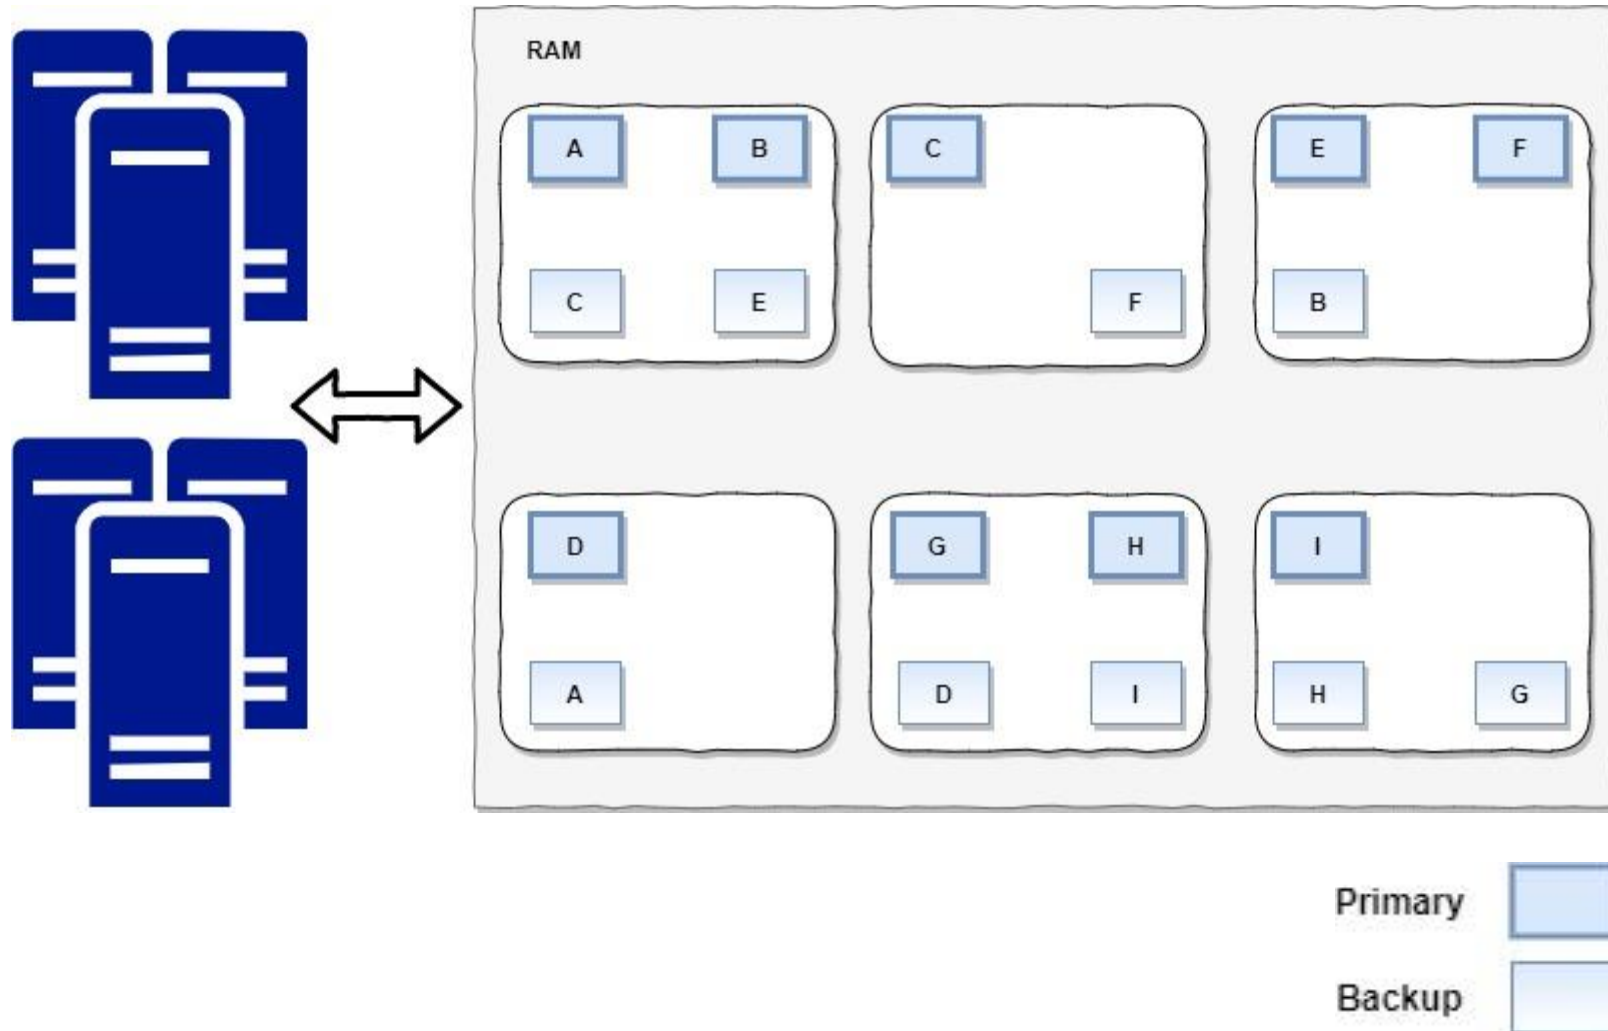 RAM
A B C E F
C E F B
D G H I
A D I H G
Primary
Backup